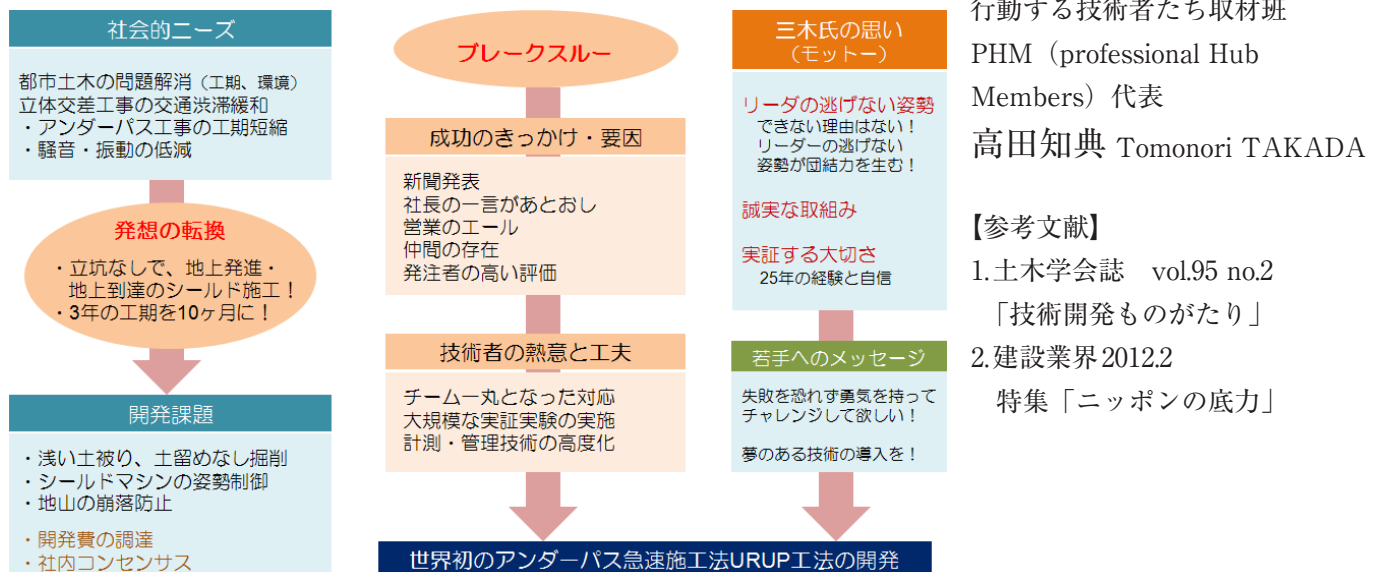 社会的ニーズ
都市土木の問題解消（工期、環境）
立体交差工事の交通渋滞緩和
・アンダーパス工事の工期短縮
・騒音・振動の低減
発想の転換
・立坑なしで、地上発進・
地上到達のシールド施工！
・3年の工期を10ヶ月に！
開発課題
・浅い土被り、土留めなし掘削
・シールドマシンの姿勢制御
・地山の崩落防止
・開発費の調達
・社内コンセンサス
ブレークスルー
成功のきっかけ・要因
新聞発表
社長の一言があとおし
営業のエール
仲間の存在
発注者の高い評価
技術者の熱意と工夫
チーム一丸となった対応
大規模な実証実験の実施
計測・管理技術の高度化
三木氏の思い
（モットー）
リーダの逃げない姿勢
できない理由はない！
リーダーの逃げない
姿勢が団結力を生む！
誠実な取組み
実証する大切さ
25年の経験と自信
若手へのメッセージ
失敗を恐れず勇気を持って
チャレンジして欲しい！
夢のある技術の導入を！
世界初のアンダーパス急速施工法URUP工法の開発
行動する技術者たち取材班
PHM（professional Hub
Members）代表
高田知典 Tomonori TAKADA
【参考文献】
1.土木学会誌　vol.95 no.2
「技術開発ものがたり」
2.建設業界2012.2
特集「ニッポンの底力」